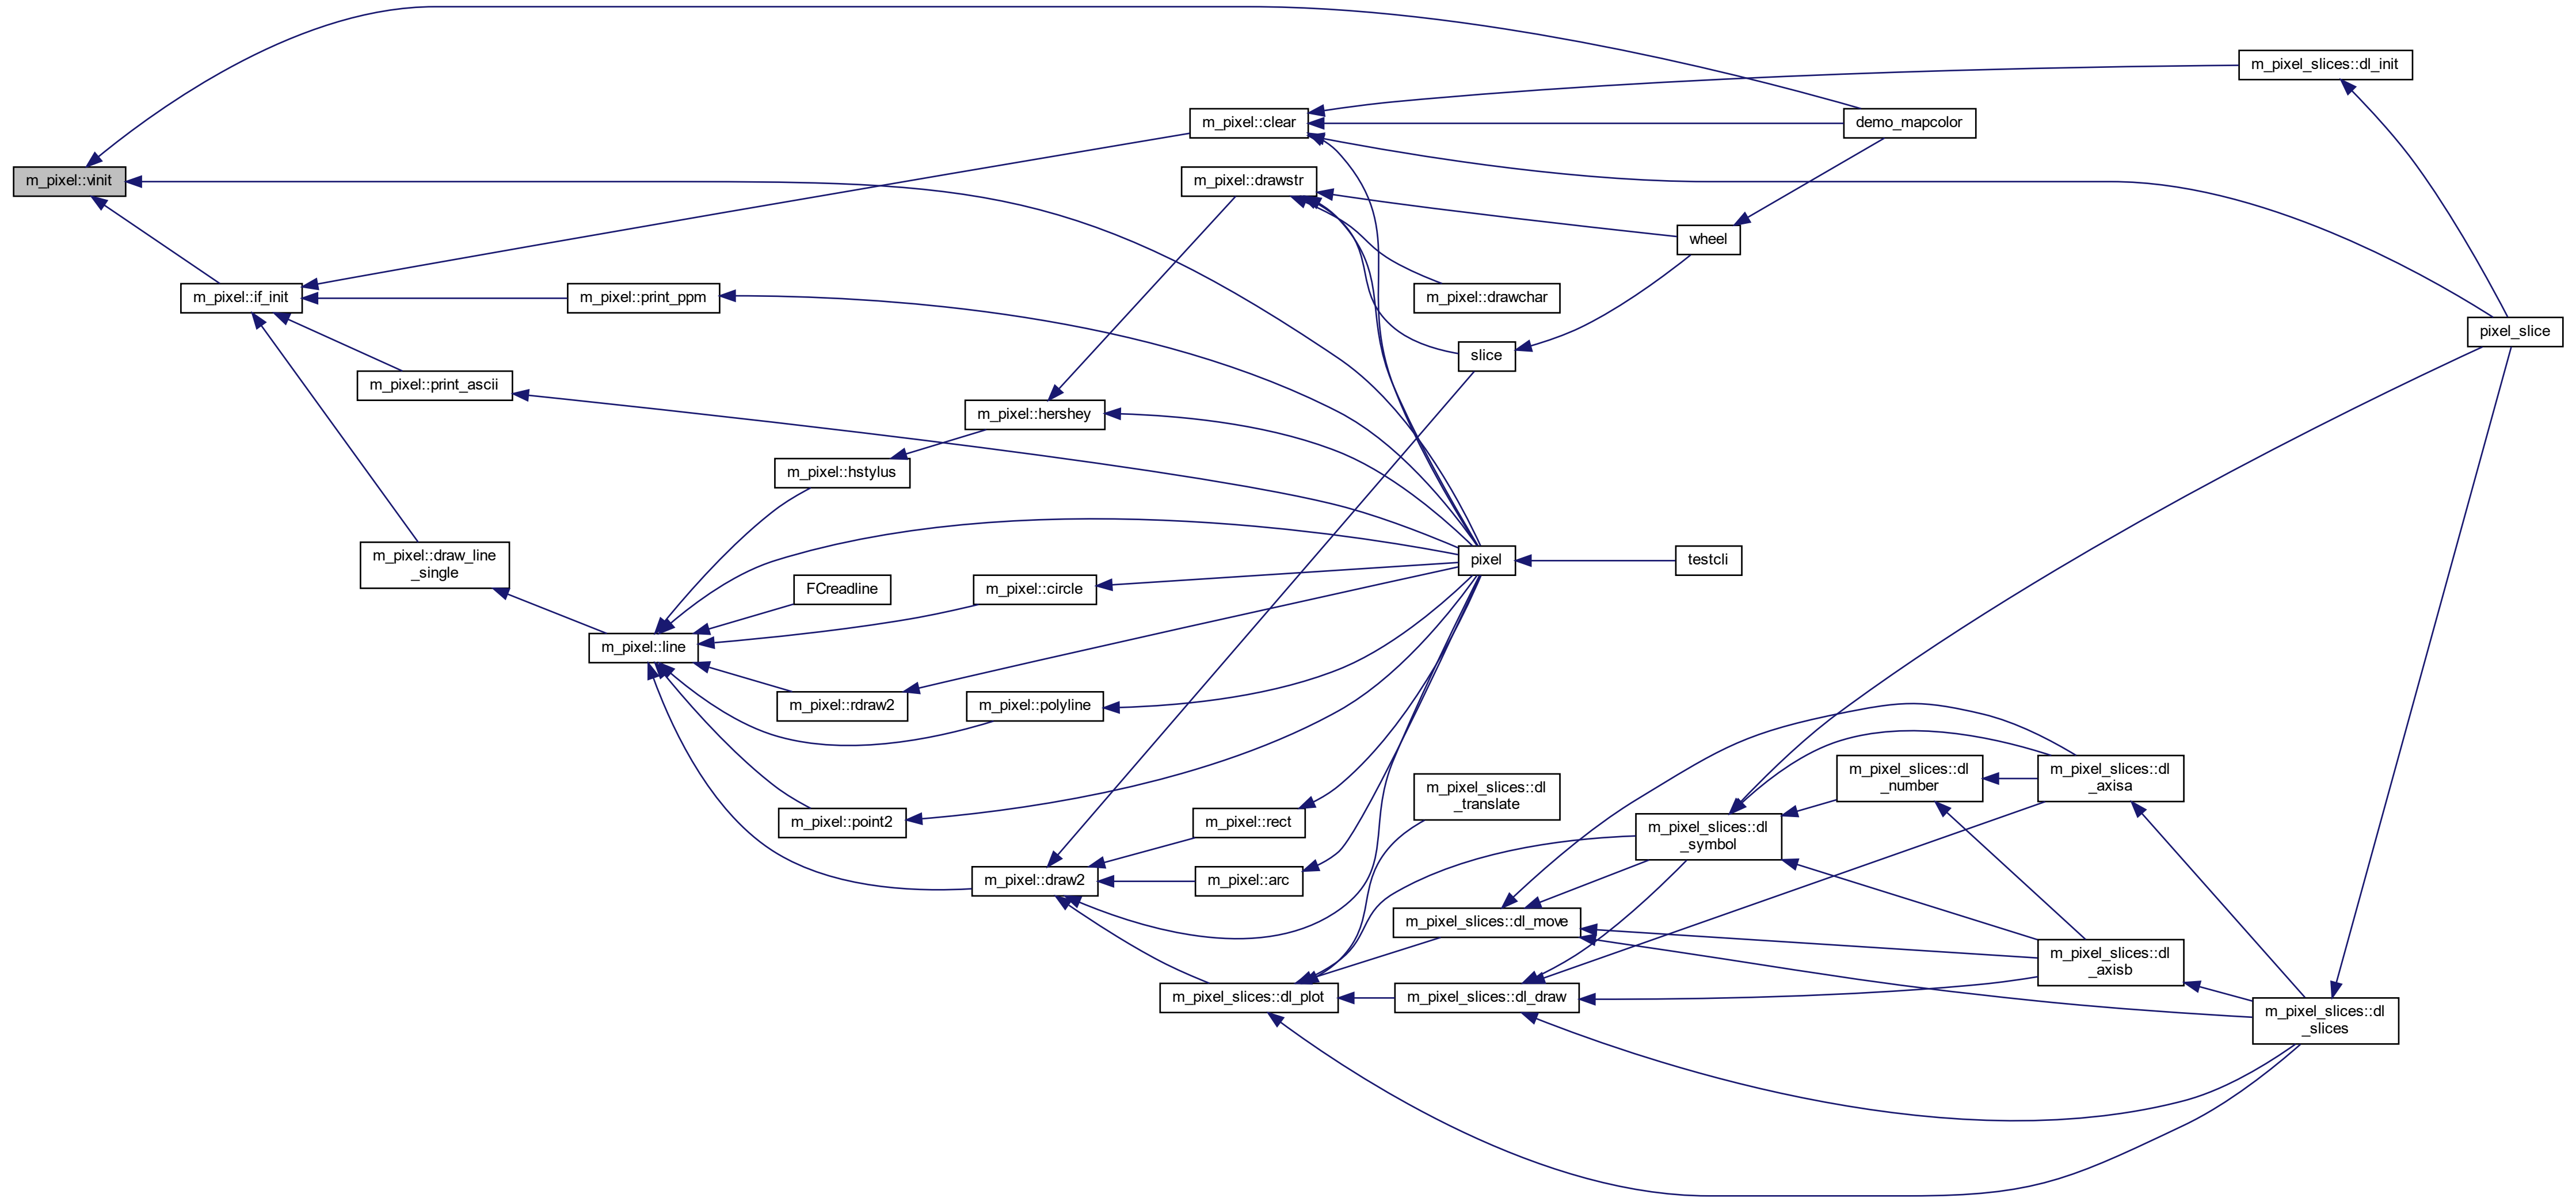 m_pixel_slices::dl_init
m_pixel::clear
demo_mapcolor
m_pixel::vinit
m_pixel::drawstr
wheel
m_pixel::if_init
m_pixel::print_ppm
m_pixel::drawchar
pixel_slice
slice
m_pixel::print_ascii
m_pixel::hershey
m_pixel::hstylus
m_pixel::draw_line
_single
pixel
testcli
FCreadline
m_pixel::circle
m_pixel::line
m_pixel::rdraw2
m_pixel::polyline
m_pixel_slices::dl
_translate
m_pixel_slices::dl
_number
m_pixel_slices::dl
_axisa
m_pixel::point2
m_pixel::rect
m_pixel_slices::dl
_symbol
m_pixel::draw2
m_pixel::arc
m_pixel_slices::dl_move
m_pixel_slices::dl
_axisb
m_pixel_slices::dl_plot
m_pixel_slices::dl_draw
m_pixel_slices::dl
_slices